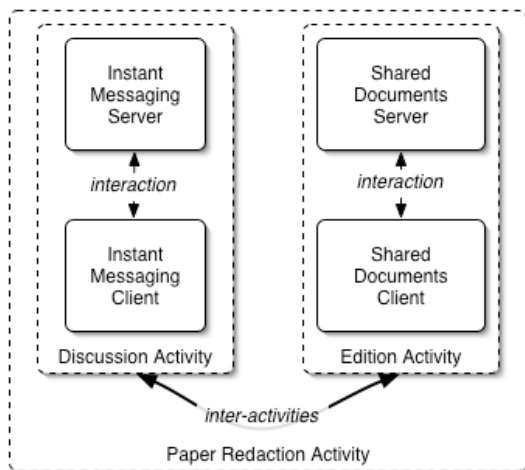 Instant
Messaging
Server
interaction
Instant
Messaging
Client
Discussion Activity
Shared
Documents
Server
interaction
Shared
Documents
Client
Edition Activity
inter-activities
Paper Redaction Activity